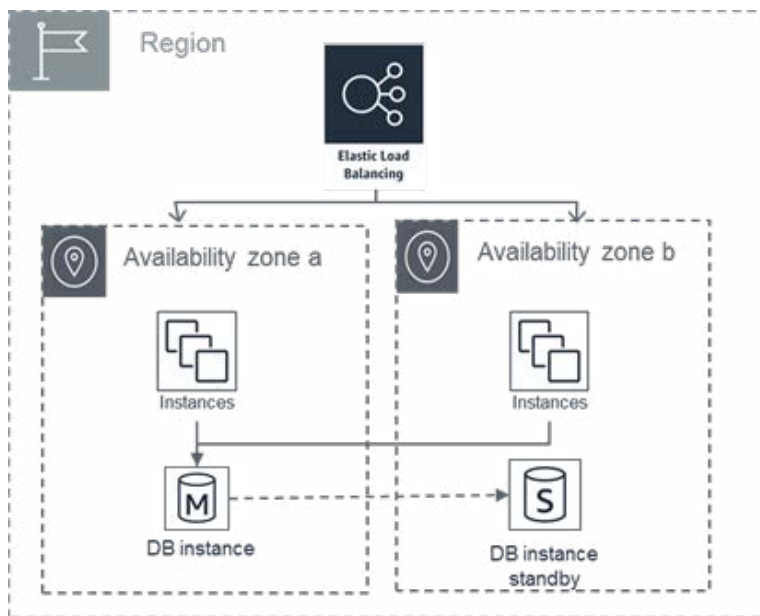 Region
Elastic Load
Balancing
Availability zone a
Availability zone b
Instances
Instances
M
S
DB instance
DB instance
standby